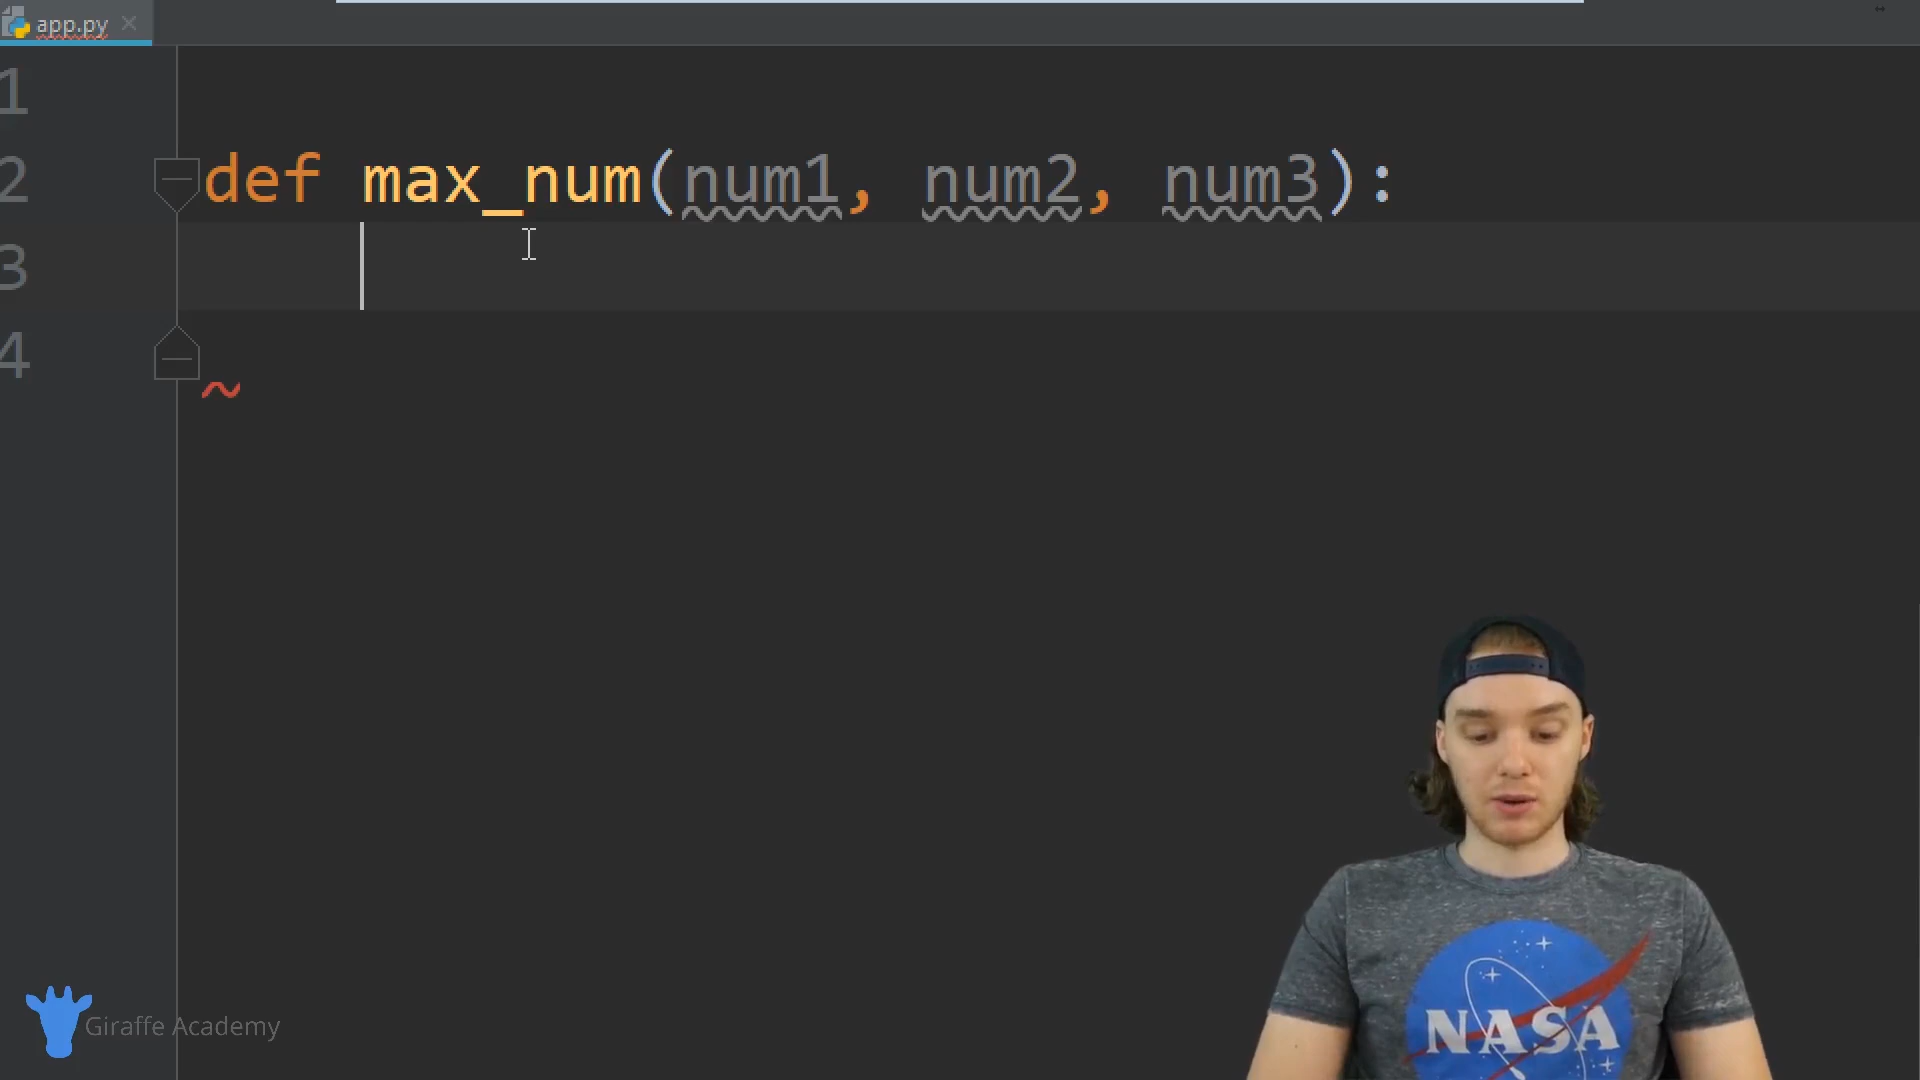 app.py
1
2 def max_num(num1, num2, num3):
3
4
NASA
Giraffe Academy